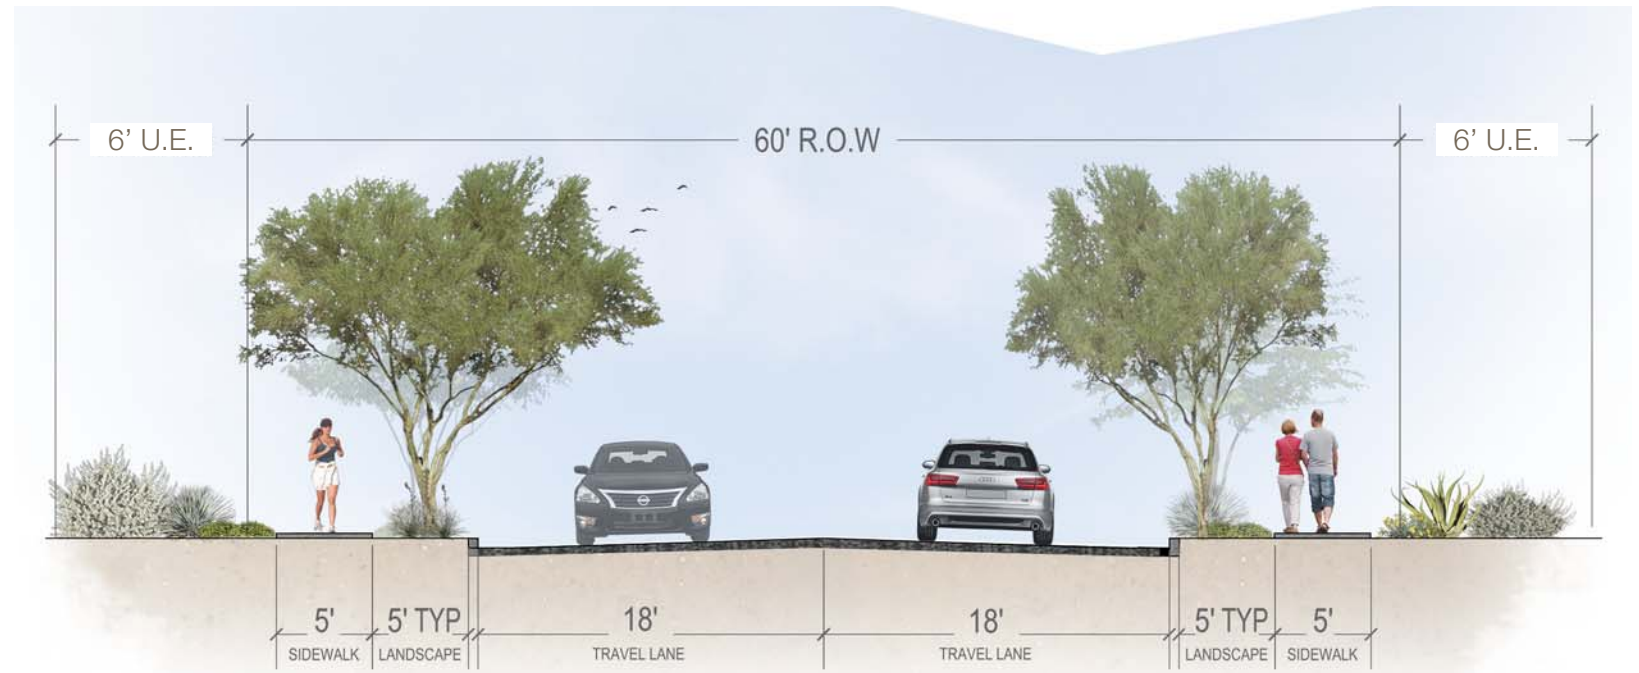 6’ U.E.
60' R.O.W
6’ U.E.
5'
5' TYP
18'
18'
5' TYP
5'
SIDEWALK
LANDSCAPE
TRAVEL LANE
TRAVEL LANE
LANDSCAPE
SIDEWALK